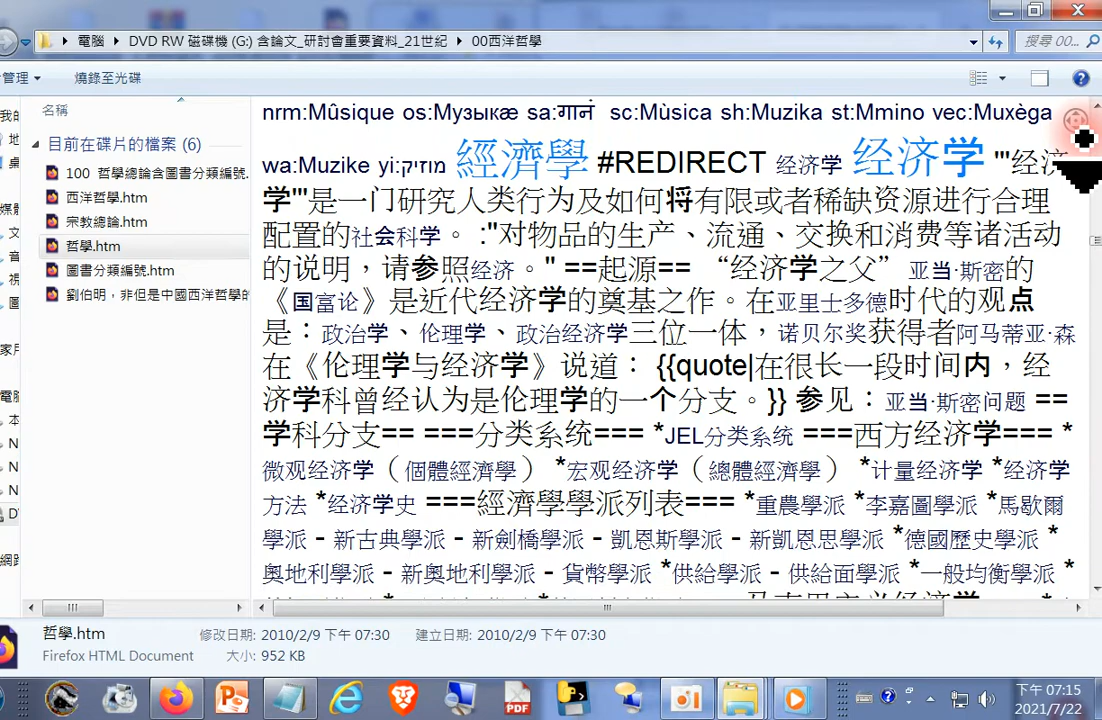 電腦 ▸ DVD RW 磁碟機 (G:) 含論文_研討會重要資料_21世紀 ▸ 00西洋哲學
搜尋 00...
管理
燒錄至光碟
名稱
目前在碟片的檔案 (6)
100 哲學總論含圖書分類編號.
西洋哲學.htm
宗教總論.htm
哲學.htm
圖書分類編號.htm
劉伯明，非但是中國西洋哲學的
nrm:Mûsique os:Музыкæ sa:गानं sc:Mùsica sh:Muzika st:Mmino vec:Muxèga
wa:Muzike yi:מוזיק 經濟學 #REDIRECT 经济学 经济学 '''经济
学'''是一门研究人类行为及如何将有限或者稀缺资源进行合理
配置的社会科学。 :"对物品的生产、流通、交换和消费等诸活动
的说明，请参照经济。" ==起源== “经济学之父” 亚当·斯密的
《国富论》是近代经济学的奠基之作。在亚里士多德时代的观点
是：政治学、伦理学、政治经济学三位一体，诺贝尔奖获得者阿马蒂亚·森
在《伦理学与经济学》说道： {{quote|在很长一段时间内，经
济学科曾经认为是伦理学的一个分支。}} 参见：亚当·斯密问题 ==
学科分支== ===分类系统=== *JEL分类系统 ===西方经济学=== *
微观经济学（個體經濟學） *宏观经济学（總體經濟學） *计量经济学 *经济学
方法 *经济学史 ===經濟學學派列表=== *重農學派 *李嘉圖學派 *馬歇爾
學派 - 新古典學派 - 新劍橋學派 - 凱恩斯學派 - 新凱恩思學派 *德國歷史學派 *
奧地利學派 - 新奧地利學派 - 貨幣學派 *供給學派 - 供給面學派 *一般均衡學派 *
哲學.htm
修改日期: 2010/2/9 下午 07:30
建立日期: 2010/2/9 下午 07:30
Firefox HTML Document
大小: 952 KB
下午 07:15
2021/7/22